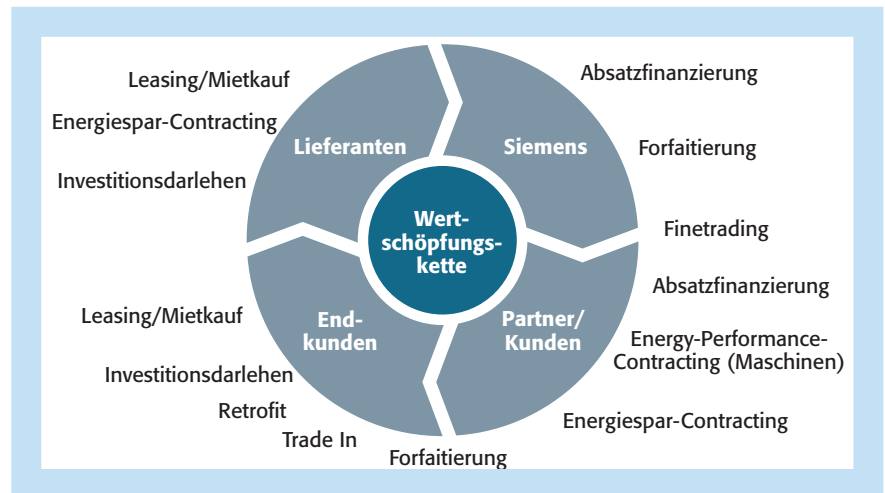 Leasing/Mietkauf
Energiespar-Contracting
Investitionsdarlehen
Lieferanten
Siemens
Absatzfinanzierung
Forfaitierung
Finetrading
Wert-
schöpfungs-
kette
End-
kunden
Partner/
Kunden
Absatzfinanzierung
Energy-Performance-
Contracting (Maschinen)
Energiespar-Contracting
Leasing/Mietkauf
Investitionsdarlehen
Retrofit
Trade In
Forfaitierung